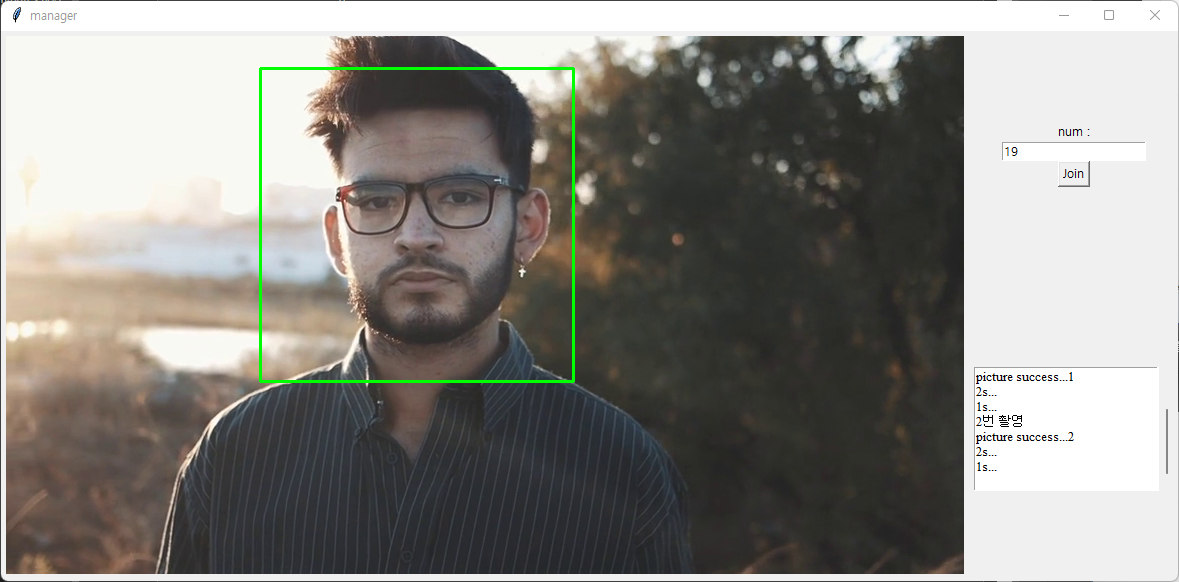 manager
num :
19
Join
picture success...1
2s...
1s...
2번 촬영
picture success...2
2s...
1s...